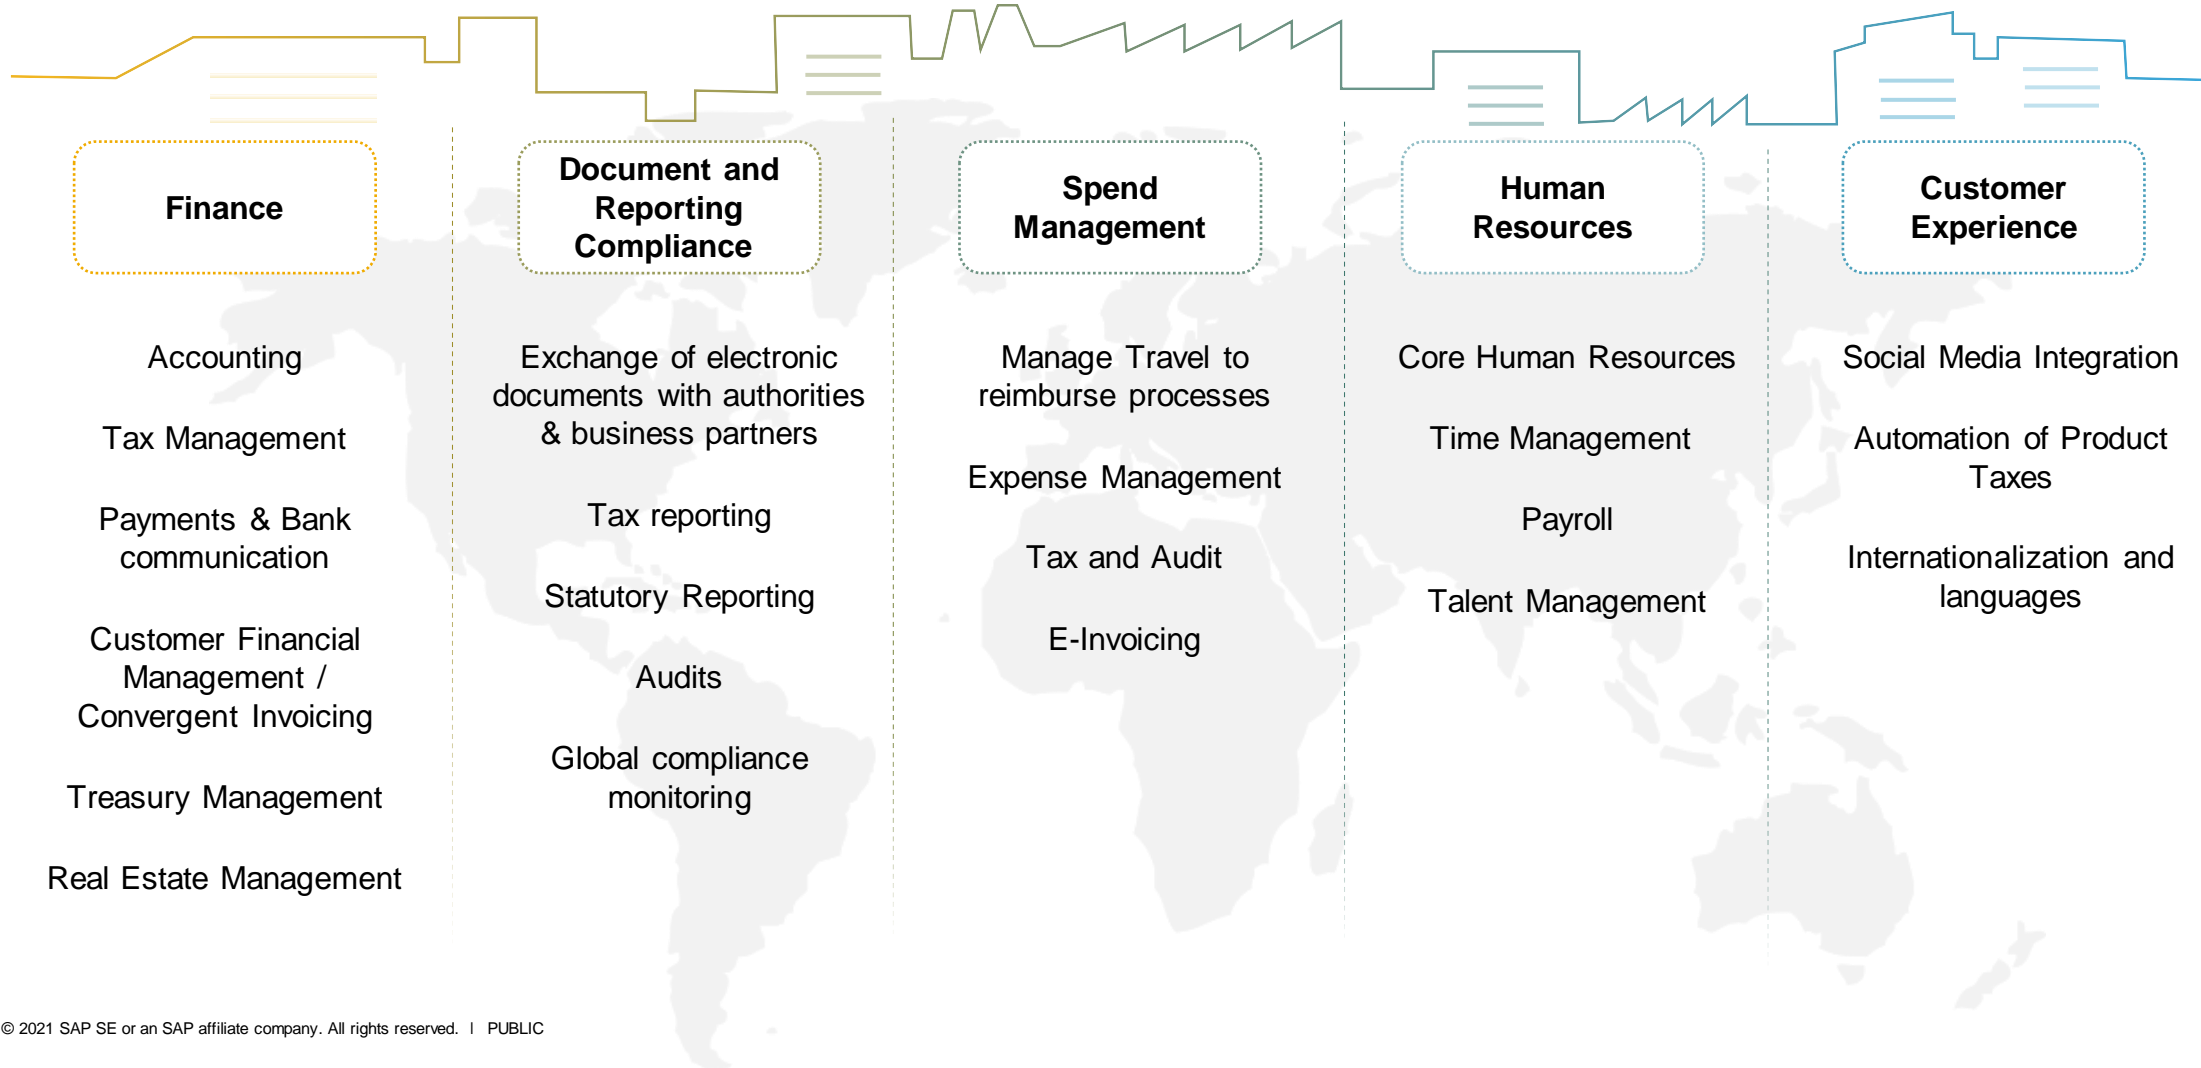 Finance
Document and
Reporting
Compliance
Spend
Management
Human
Resources
Customer
Experience
Accounting
Tax Management
Payments & Bank
communication
Customer Financial
Management /
Convergent Invoicing
Treasury Management
Real Estate Management
Exchange of electronic
documents with authorities
& business partners
Tax reporting
Statutory Reporting
Audits
Global compliance
monitoring
Manage Travel to
reimburse processes
Expense Management
Tax and Audit
E-Invoicing
Core Human Resources
Time Management
Payroll
Talent Management
Social Media Integration
Automation of Product
Taxes
Internationalization and
languages
© 2021 SAP SE or an SAP affiliate company. All rights reserved. | PUBLIC